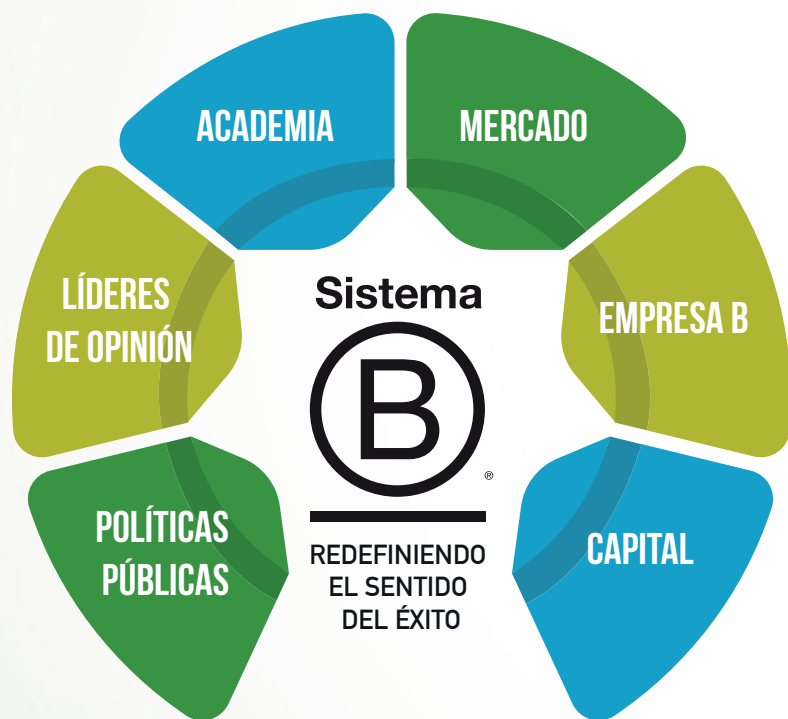 ACADEMIA
MERCADO
LÍDERES
DE OPINIÓN
EMPRESA B
POLÍTICAS
PÚBLICAS
CAPITAL
Sistema
B
®
REDEFINIENDO
EL SENTIDO
DEL ÉXITO